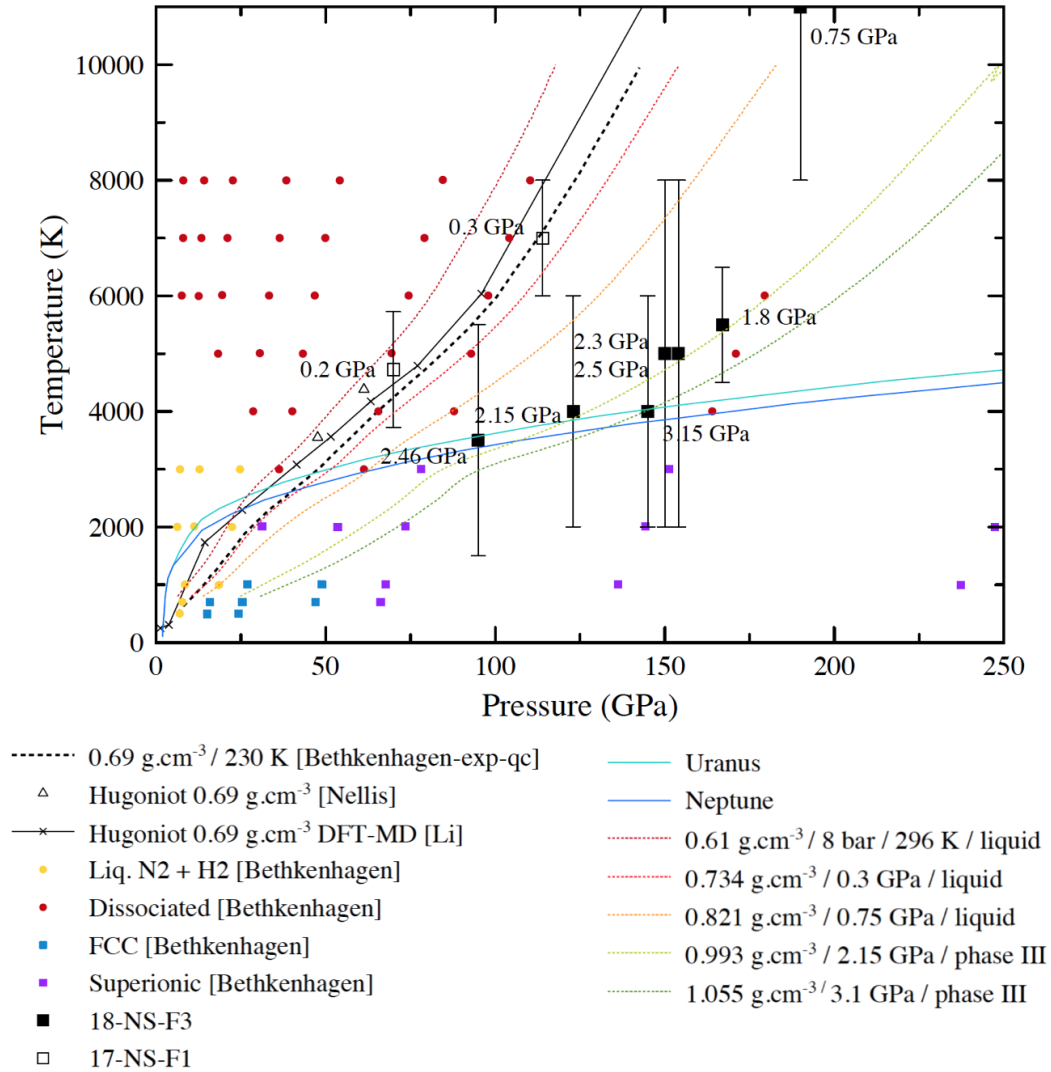 10000
8000
6000
4000
2000
0
Temperature (K)
0.75 GPa
0.3 GPa
1.8 GPa
2.3 GPa
0.2 GPa
2.5 GPa
2.15 GPa
3.15 GPa
2.46 GPa
0 50 100 150 200 250
Pressure (GPa)
0.69 g.cm⁻³ / 230 K [Bethkenhagen-exp-qc]
Hugoniot 0.69 g.cm⁻³ [Nellis]
Hugoniot 0.69 g.cm⁻³ DFT-MD [Li]
Liq. N2 + H2 [Bethkenhagen]
Dissociated [Bethkenhagen]
FCC [Bethkenhagen]
Superionic [Bethkenhagen]
18-NS-F3
17-NS-F1
Uranus
Neptune
0.61 g.cm⁻³ / 8 bar / 296 K / liquid
0.734 g.cm⁻³ / 0.3 GPa / liquid
0.821 g.cm⁻³ / 0.75 GPa / liquid
0.993 g.cm⁻³ / 2.15 GPa / phase III
1.055 g.cm⁻³ / 3.1 GPa / phase III